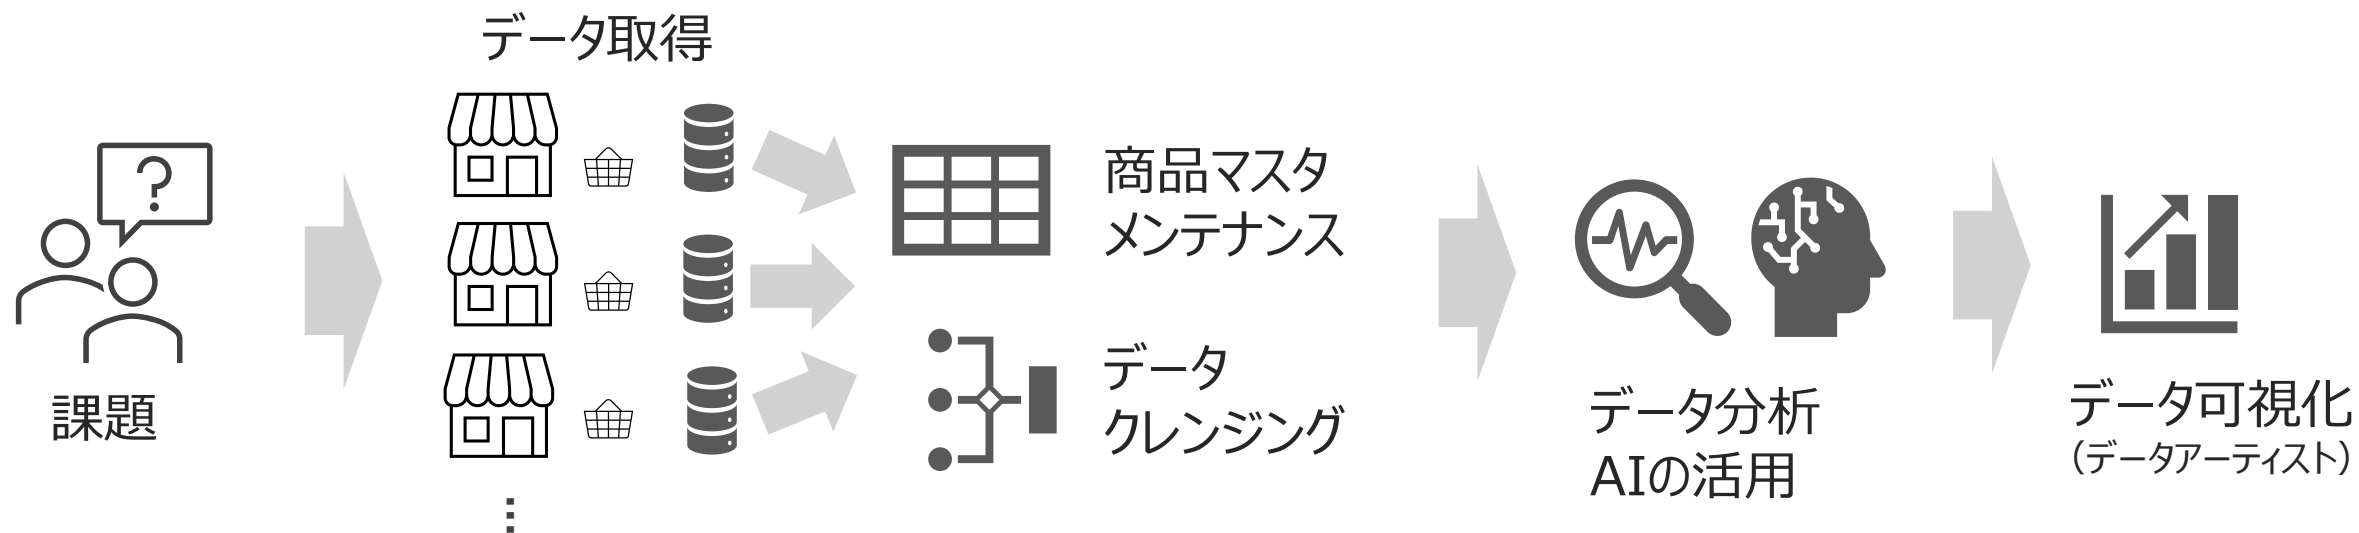 データ取得
課題
?
商品マスタ
メンテナンス
データ
クレンジング
データ分析
AIの活用
データ可視化
(データアーティスト)